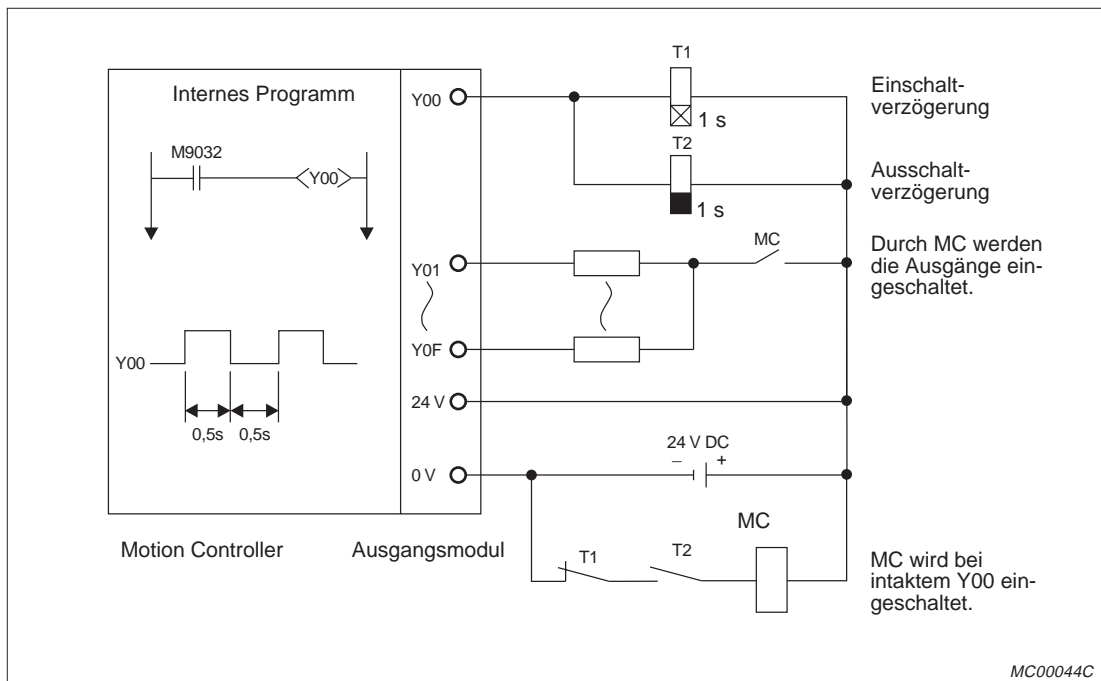 T1
Internes Programm
Y00
Einschalt-
verzögerung
1 s
M9032
T2
Y00
Ausschalt-
verzögerung
1 s
MC
Durch MC werden
die Ausgänge ein-
geschaltet.
Y01
Y00
Y0F
24 V
0,5s
0,5s
24 V DC
– +
0 V
MC
Motion Controller
Ausgangsmodul
T1
T2
MC wird bei
intaktem Y00 ein-
geschaltet.
MC00044C